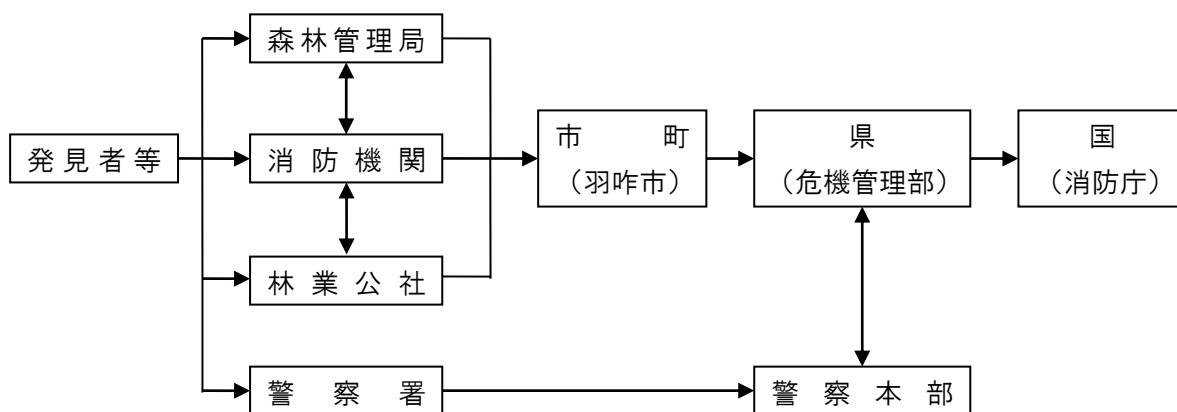 森林管理局
発見者等
消防機関
市町
（羽咋市）
県
（危機管理部）
国
（消防庁）
林業公社
警察署
警察本部